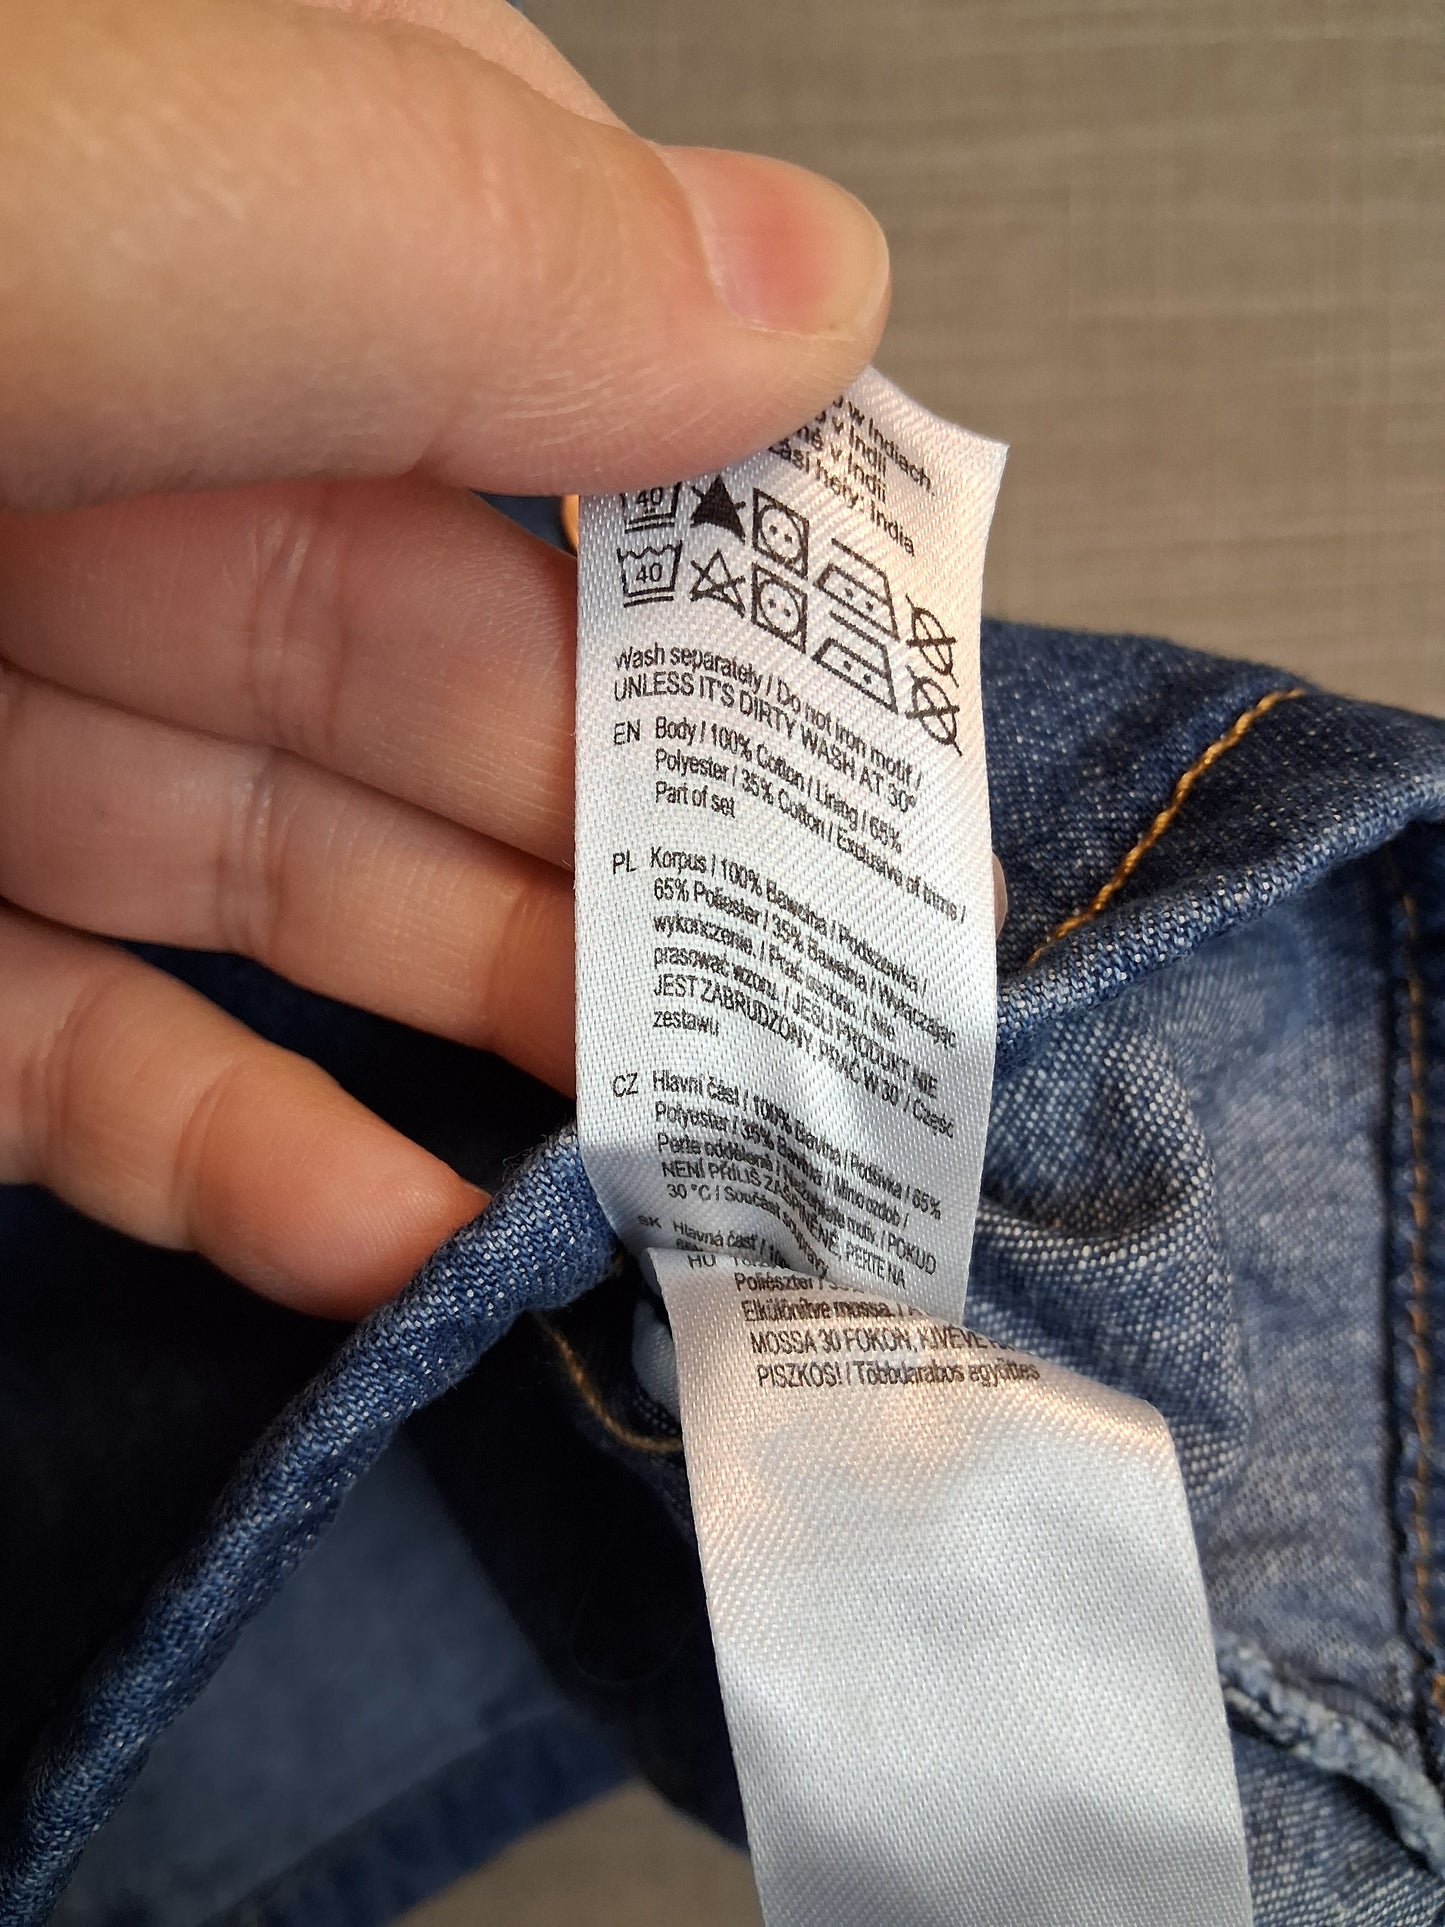 w Indiach.
v Indii
v Indii
hely: India
40
40
Wash separately / Do not iron motif /
UNLESS IT'S DIRTY WASH AT 30°
EN Body / 100% Cotton / Lining / 65%
Polyester / 35% Cotton / Exclusive of trims /
Part of set
PL Korpus / 100% Bawełna / Podszewka /
65% Poliester / 35% Bawełna / Wyłączając
wykończenie. / Prać osobno. / Nie
prasować wzoru. / JEŚLI PRODUKT NIE
JEST ZABRUDZONY, PRAĆ W 30° / Część
zestawu
CZ Hlavní část / 100% Bavlna / Podšívka / 65%
Polyester / 35% Bavlna / Mimo ozdob /
Perte odděleně / Nežehlete motiv / POKUD
NENÍ PŘÍLIŠ ZAŠPINĚNÉ, PERTE NA
30 °C / Součást soupravy
SK Hlavná časť /
HU
Poliészter /
Elkülönítve mossa. /
MOSSA 30 FOKON, KIVÉVE
PISZKOS! / Többdarabos együttes